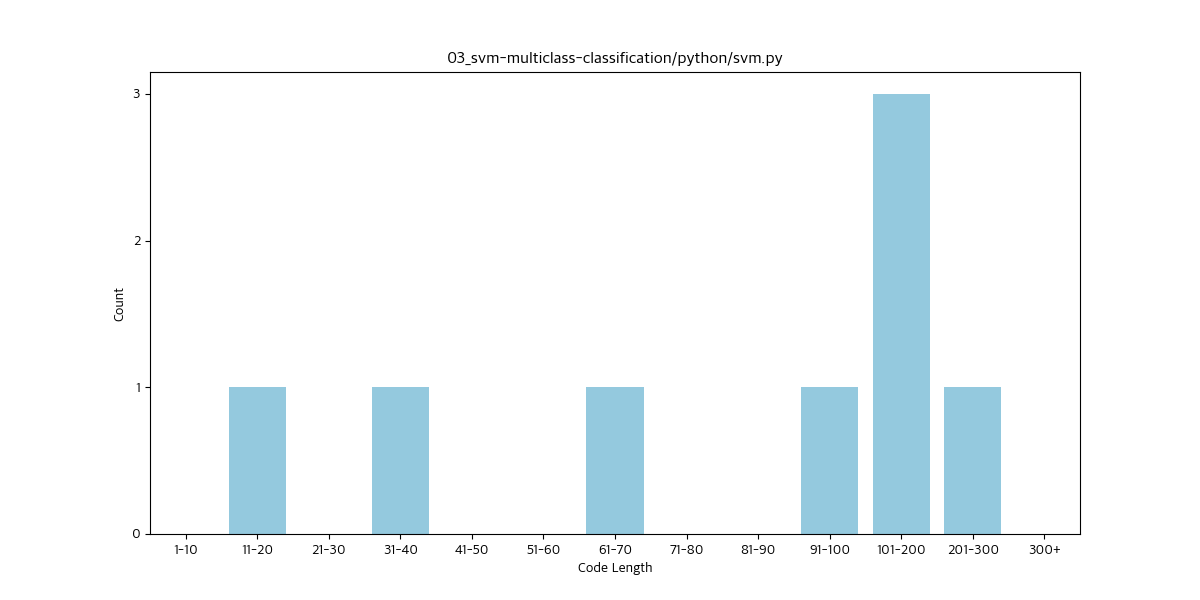 03_svm-multiclass-classification/python/svm.py
Count
3
2
1
0
1-10 11-20 21-30 31-40 41-50 51-60 61-70 71-80 81-90 91-100 101-200 201-300 300+
Code Length